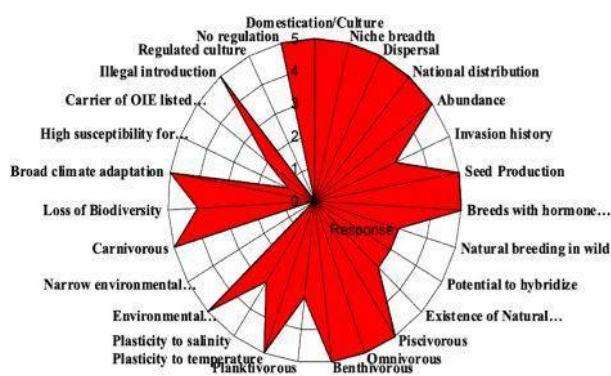 Domestication/Culture
No regulation
Niche breadth
Regulated culture
Dispersal
Illegal introduction
National distribution
Carrier of OIE listed...
Abundance
High susceptibility for...
Invasion history
Broad climate adaptation
Seed Production
Loss of Biodiversity
Breeds with hormone...
Carnivorous
Natural breeding in wild
Narrow environmental...
Potential to hybridize
Environmental...
Existence of Natural...
Plasticity to salinity
Piscivorous
Plasticity to temperature
Omnivorous
Planktivorous
Benthivorous
5
4
3
2
1
0
Response